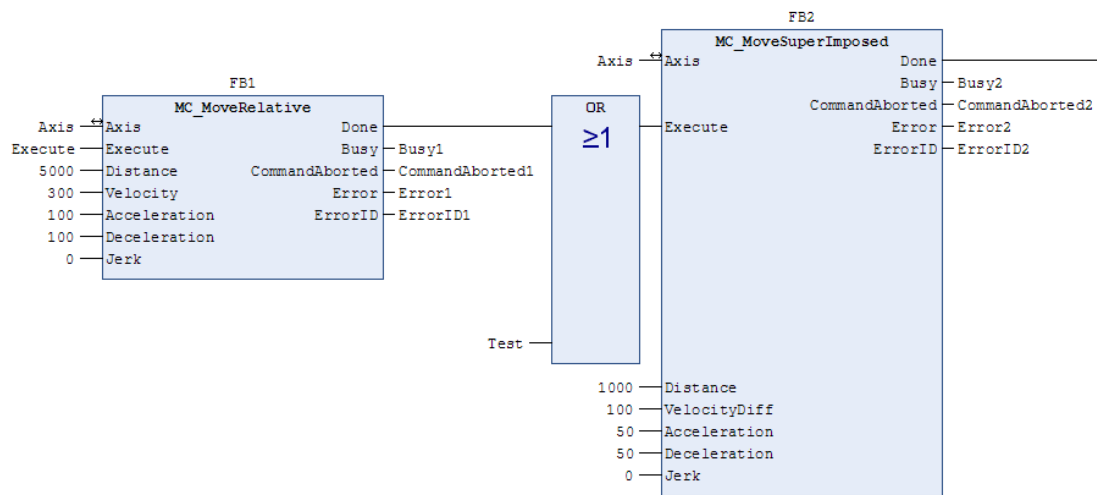 FB2
MC_MoveSuperImposed
Axis Axis Done
Busy Busy2
FB1
MC_MoveRelative OR CommandAborted CommandAborted2
Axis Axis Done ≥1 Execute Error Error2
Execute Execute Busy Busy1 ErrorID ErrorID2
5000 Distance CommandAborted CommandAborted1
300 Velocity Error Error1
100 Acceleration ErrorID ErrorID1
100 Deceleration
0 Jerk
Test
1000 Distance
100 VelocityDiff
50 Acceleration
50 Deceleration
0 Jerk